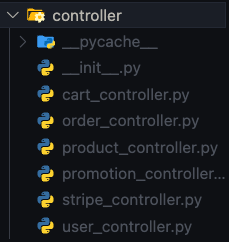 controller
__pycache__
__init__.py
cart_controller.py
order_controller.py
product_controller.py
promotion_controller...
stripe_controller.py
user_controller.py